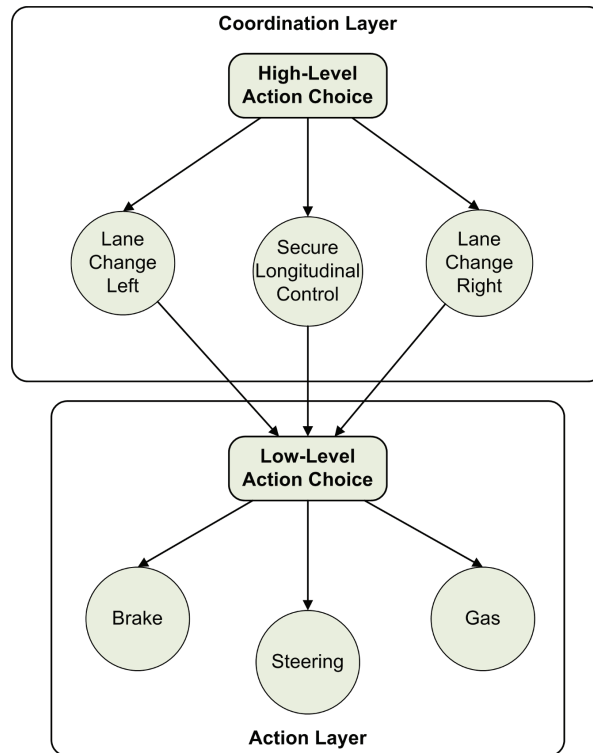 Coordination Layer
High-Level
Action Choice
Lane
Change
Left
Secure
Longitudinal
Control
Lane
Change
Right
Low-Level
Action Choice
Brake
Steering
Gas
Action Layer